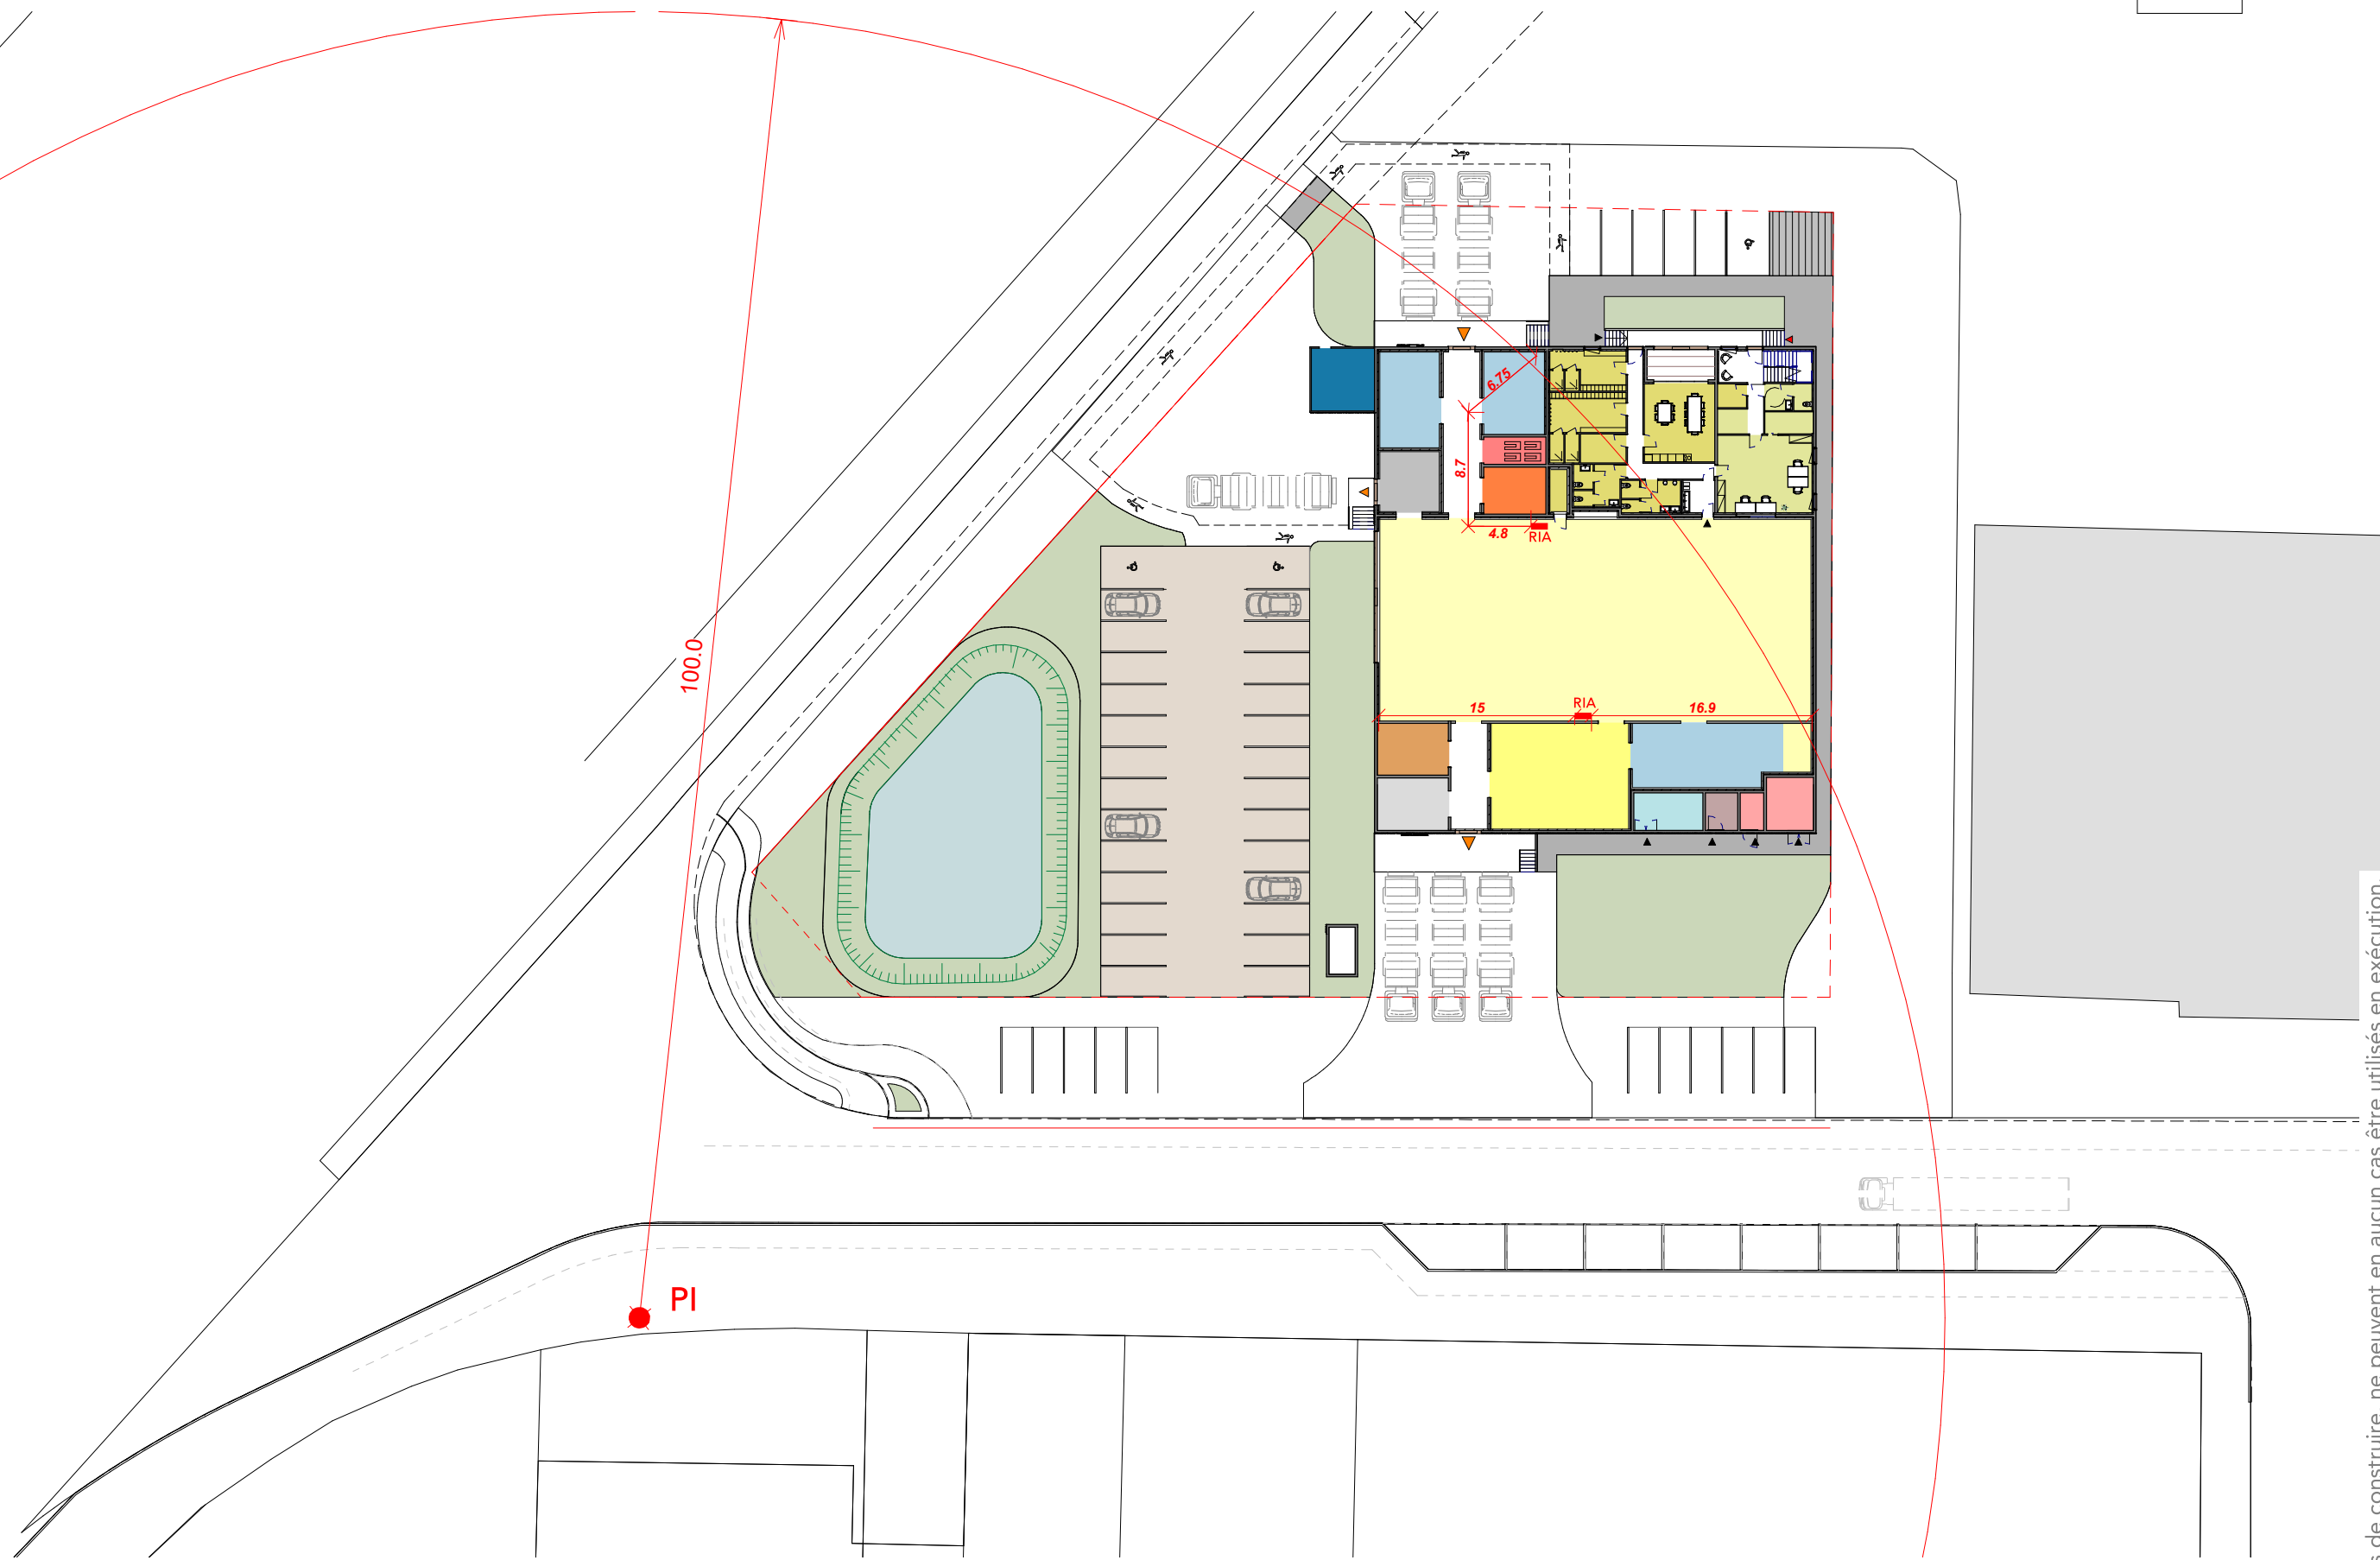 6.75
8.7
4.8
RIA
100.0
RIA
15
16.9
PI
de construire, ne peuvent en aucun cas être utilisés en exécution.